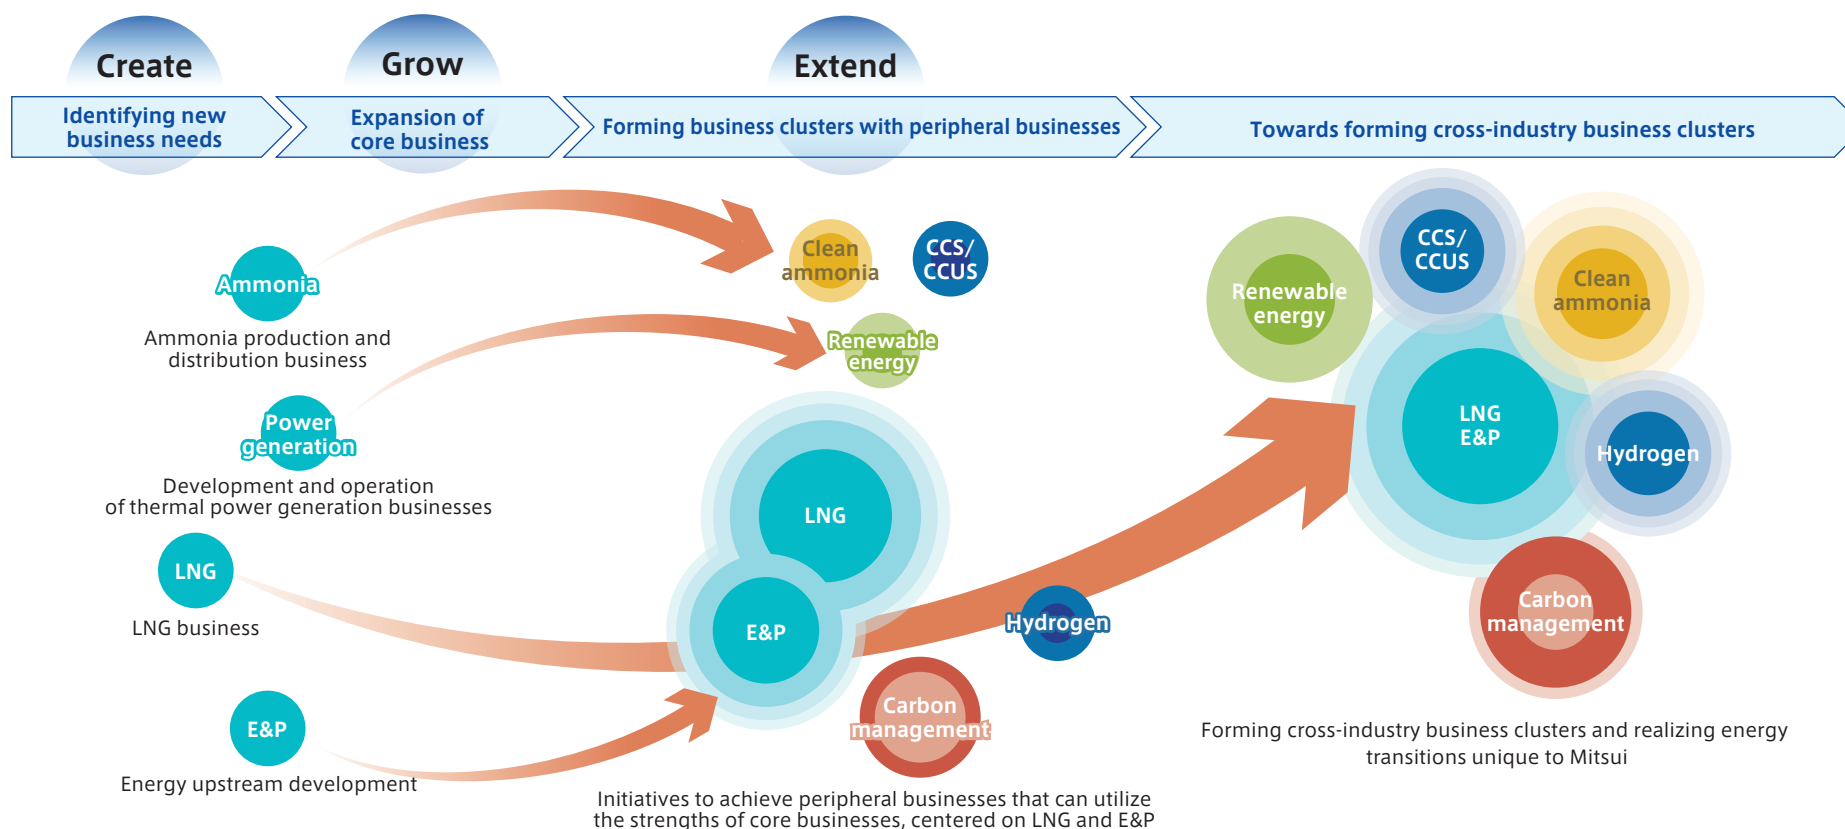 Create
Grow
Extend
Identifying new
business needs
Expansion of
core business
Forming business clusters with peripheral businesses
Towards forming cross-industry business clusters
Ammonia
Ammonia production and
distribution business
Power
generation
Development and operation
of thermal power generation businesses
LNG
LNG business
E&P
Energy upstream development
Clean
ammonia
CCS/
CCUS
Renewable
energy
LNG
E&P
Hydrogen
Carbon
management
Initiatives to achieve peripheral businesses that can utilize
the strengths of core businesses, centered on LNG and E&P
Renewable
energy
CCS/
CCUS
Clean
ammonia
LNG
E&P
Hydrogen
Carbon
management
Forming cross-industry business clusters and realizing energy
transitions unique to Mitsui